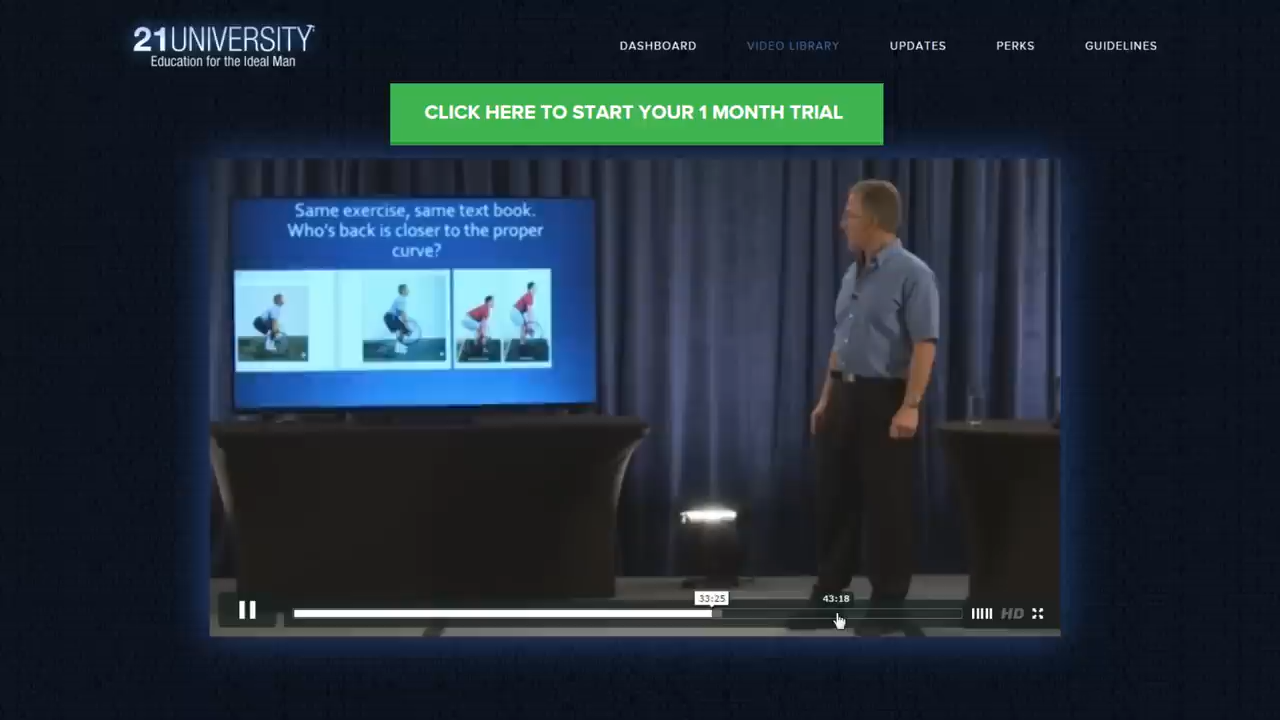 21UNIVERSITY
Education for the Ideal Man
DASHBOARD
VIDEO LIBRARY
UPDATES
PERKS
GUIDELINES
CLICK HERE TO START YOUR 1 MONTH TRIAL
Same exercise, same text book.
Who's back is closer to the proper
curve?
33:25
43:18
HD